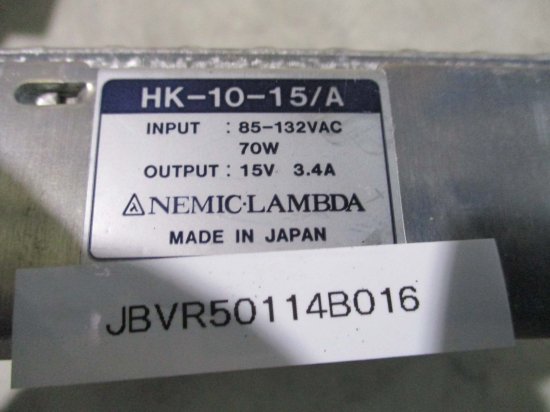 HK-10-15/A
INPUT : 85-132VAC
70W
OUTPUT : 15V 3.4A
NEMIC·LAMBDA
MADE IN JAPAN
JBVR50114B016